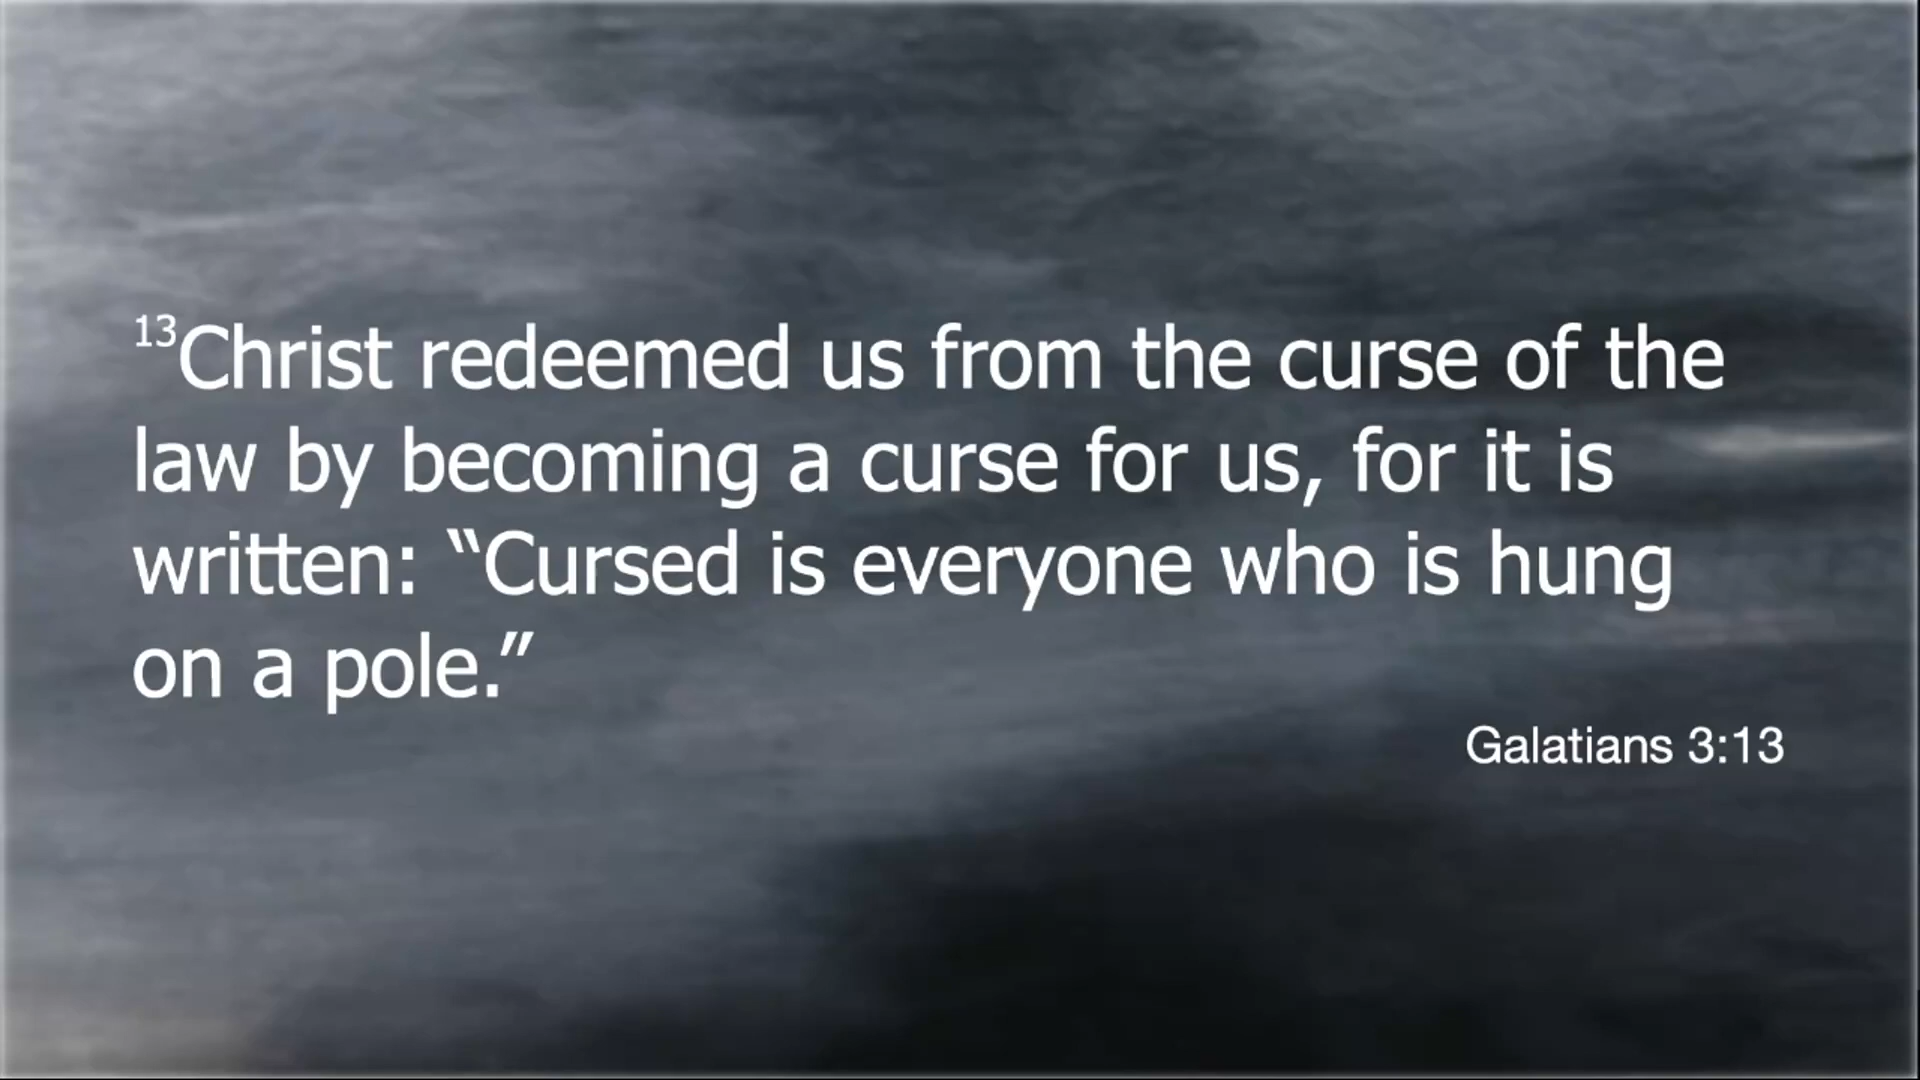 13Christ redeemed us from the curse of the
law by becoming a curse for us, for it is
written: “Cursed is everyone who is hung
on a pole.”
Galatians 3:13